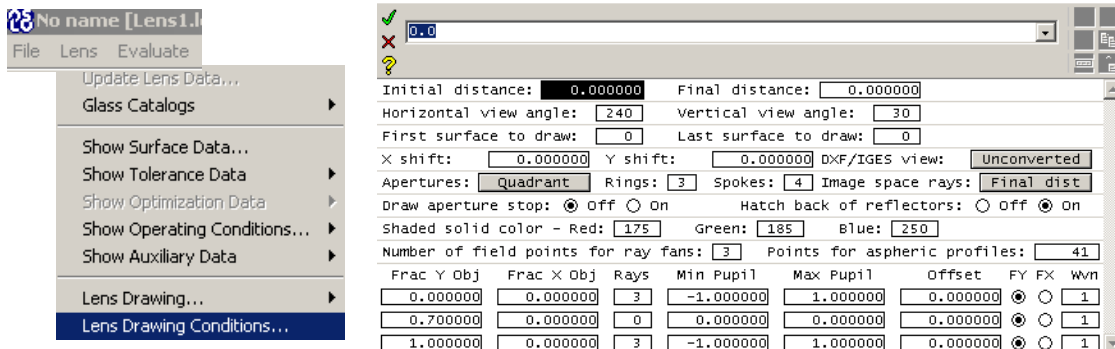 No name [Lens1.l
File Lens Evaluate
Update Lens Data...
Glass Catalogs
Show Surface Data...
Show Tolerance Data
Show Optimization Data
Show Operating Conditions...
Show Auxiliary Data
Lens Drawing...
Lens Drawing Conditions...
0.0
Initial distance: 0.000000 Final distance: 0.000000
Horizontal view angle: 240 Vertical view angle: 30
First surface to draw: 0 Last surface to draw: 0
X shift: 0.000000 Y shift: 0.000000 DXF/IGES view: Unconverted
Apertures: Quadrant Rings: 3 Spokes: 4 Image space rays: Final dist
Draw aperture stop: Off On Hatch back of reflectors: Off On
Shaded solid color - Red: 175 Green: 185 Blue: 250
Number of field points for ray fans: 3 Points for aspheric profiles: 41
Frac Y Obj Frac X Obj Rays Min Pupil Max Pupil Offset FY FX Wvn
0.000000 0.000000 3 -1.000000 1.000000 0.000000 1
0.700000 0.000000 0 0.000000 0.000000 0.000000 1
1.000000 0.000000 3 -1.000000 1.000000 0.000000 1